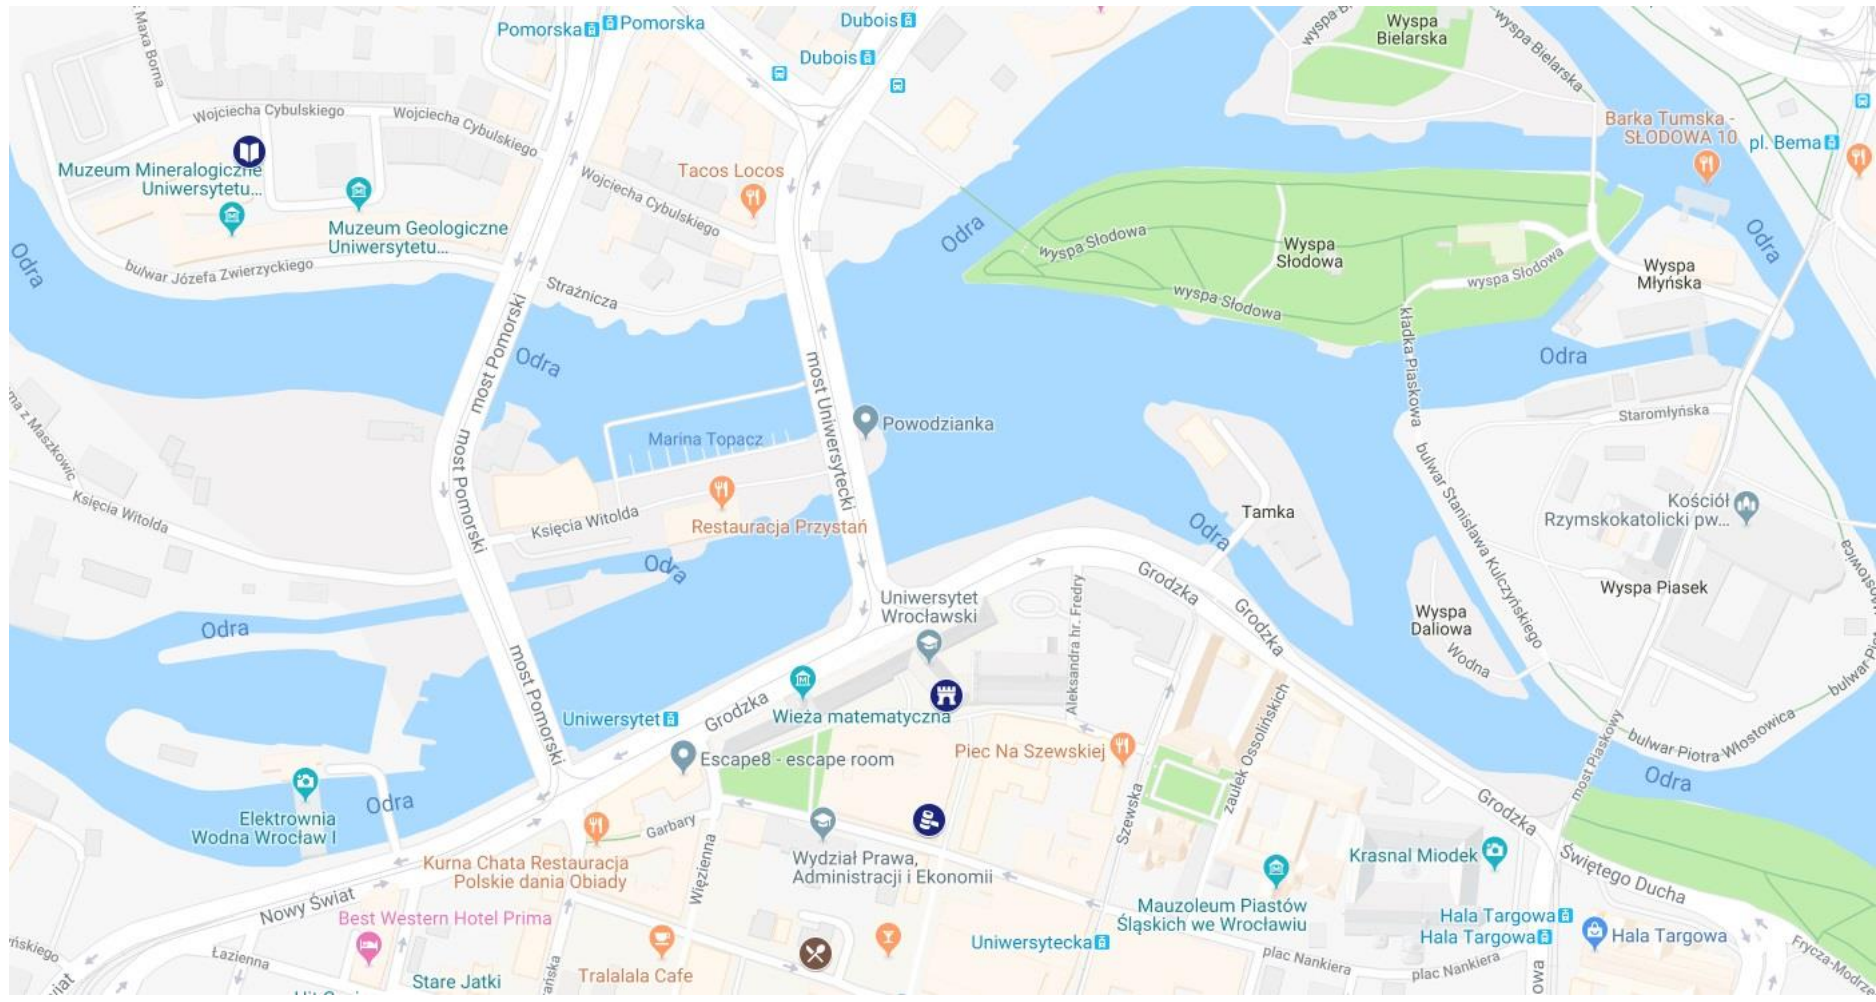 Pomorska
Pomorska
Dubois
Dubois
Maxa Borna
Wyspa
Bielarska
wyspa Bielarska
Wojciecha Cybulskiego
Wojciecha Cybulskiego
Wojciecha Cybulskiego
Barka Tumska -
SŁODOWA 10
pl. Bema
Muzeum Mineralogiczne
Uniwersytetu...
Tacos Locos
Muzeum Geologiczne
Uniwersytetu...
Odra
Odra
Odra
wyspa Słodowa
Wyspa
Słodowa
wyspa Słodowa
wyspa Słodowa
Wyspa
Młyńska
bulwar Józefa Zwierzyckiego
Strażnicza
most Pomorski
Odra
most Uniwersytecki
kładka Piaskowa
Odra
Staromłyńska
Powodzianka
Marina Topacz
most Pomorski
Księcia Witolda
Księcia Witolda
Restauracja Przystań
bulwar Stanisława Kulczyńskiego
Kościół
Rzymskokatolicki pw...
Tamka
Odra
Odra
Odra
Grodzka
Grodzka
Uniwersytet
Wrocławski
Aleksandra hr. Fredry
Wyspa Piasek
Wyspa
Daliowa
Wodna
most Pomorski
Uniwersytet
Grodzka
Wieża matematyczna
Escape8 - escape room
Piec Na Szewskiej
zaułek Ossolińskich
most Piaskowy
bulwar Piotra Włostowica
Odra
Elektrownia
Wodna Wrocław I
Odra
Garbary
Więzienna
Szewska
Grodzka
Kurna Chata Restauracja
Polskie dania Obiady
Wydział Prawa,
Administracji i Ekonomii
Krasnal Miodek
Świętego Ducha
Nowy Świat
Best Western Hotel Prima
Mauzoleum Piastów
Śląskich we Wrocławiu
Hala Targowa
Hala Targowa
Hala Targowa
Uniwersytecka
Łazienna
Stare Jatki
Tralalala Cafe
plac Nankiera
plac Nankiera